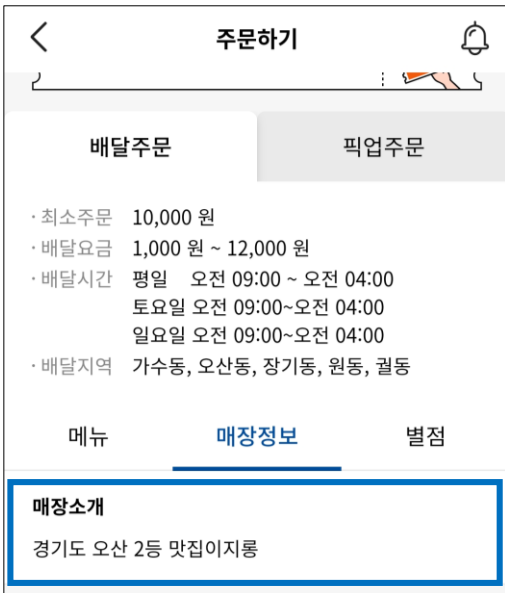 주문하기
배달주문 픽업주문
· 최소주문 10,000 원
· 배달요금 1,000 원 ~ 12,000 원
· 배달시간 평일 오전 09:00 ~ 오전 04:00
토요일 오전 09:00~오전 04:00
일요일 오전 09:00~오전 04:00
· 배달지역 가수동, 오산동, 장기동, 원동, 궐동
메뉴 매장정보 별점
매장소개
경기도 오산 2등 맛집이지롱